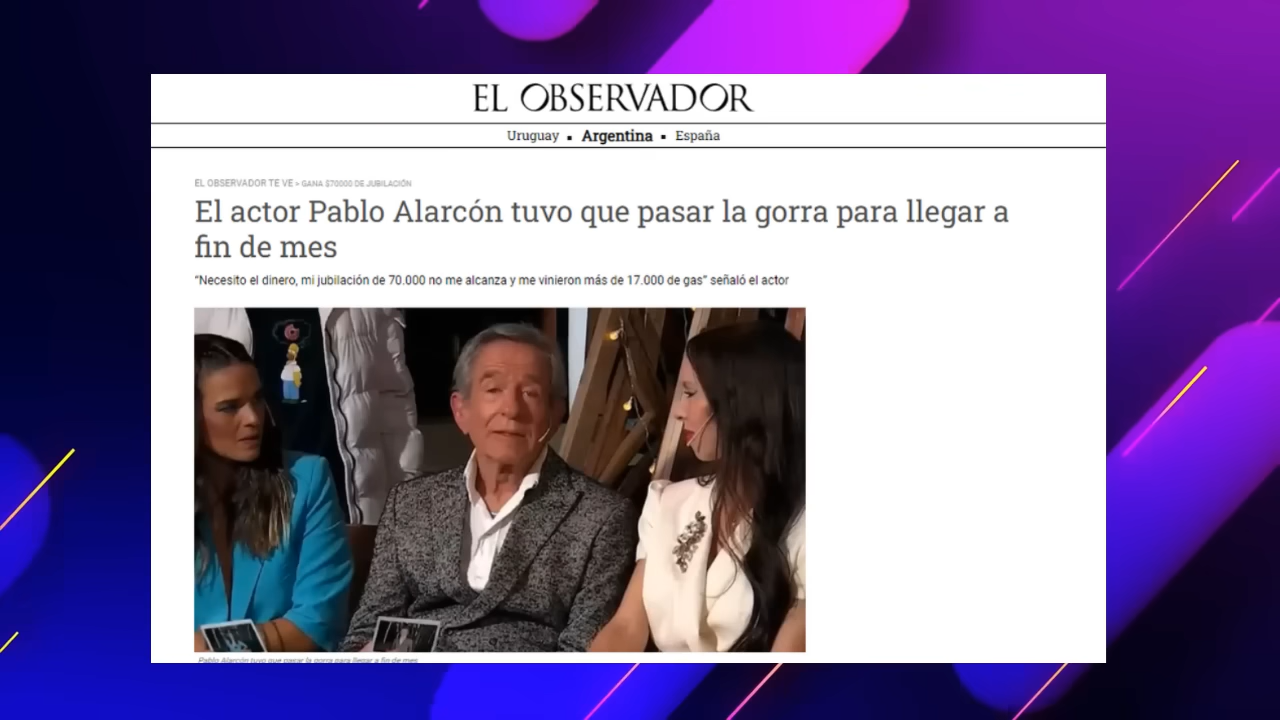 EL OBSERVADOR
Uruguay ▪ Argentina ▪ España
EL OBSERVADOR TE VE > GANA $70000 DE JUBILACIÓN
El actor Pablo Alarcón tuvo que pasar la gorra para llegar a
fin de mes
“Necesito el dinero, mi jubilación de 70.000 no me alcanza y me vinieron más de 17.000 de gas” señaló el actor
Pablo Alarcón tuvo que pasar la gorra para llegar a fin de mes